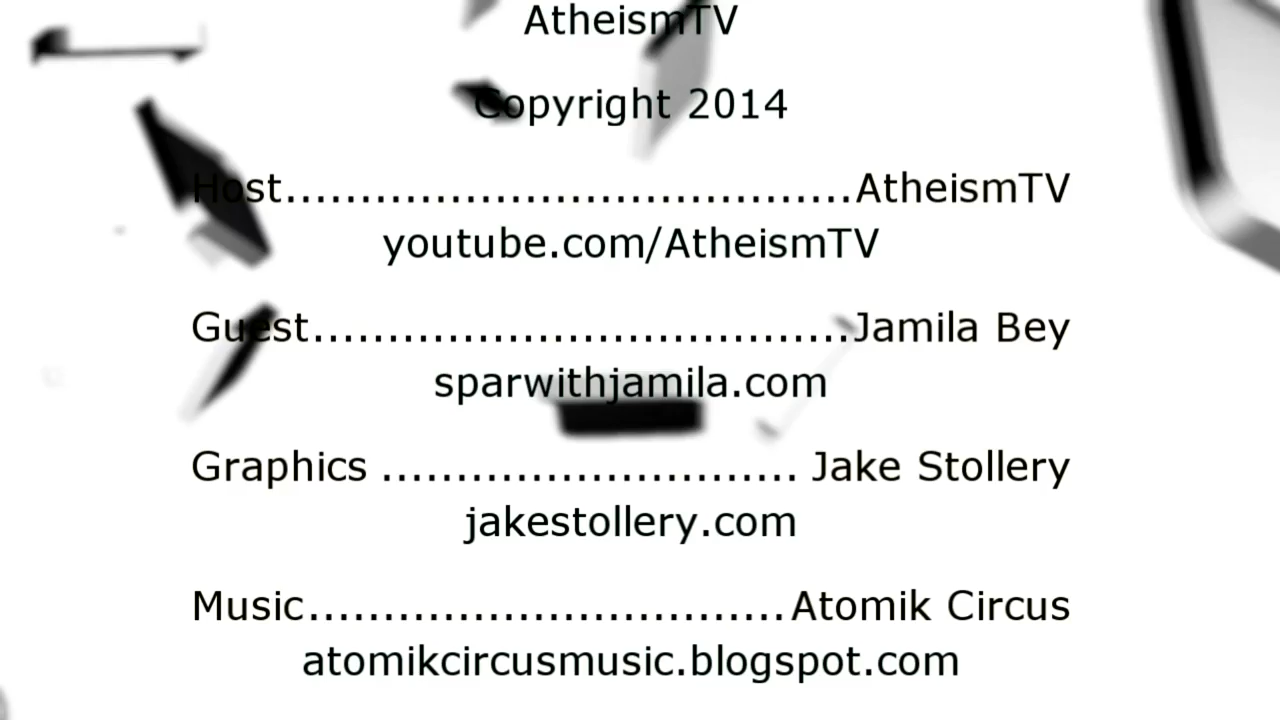 AtheismTV
Copyright 2014
Host......................................AtheismTV
youtube.com/AtheismTV
Guest....................................Jamila Bey
sparwithjamila.com
Graphics ............................ Jake Stollery
jakestollery.com
Music................................Atomik Circus
atomikcircusmusic.blogspot.com